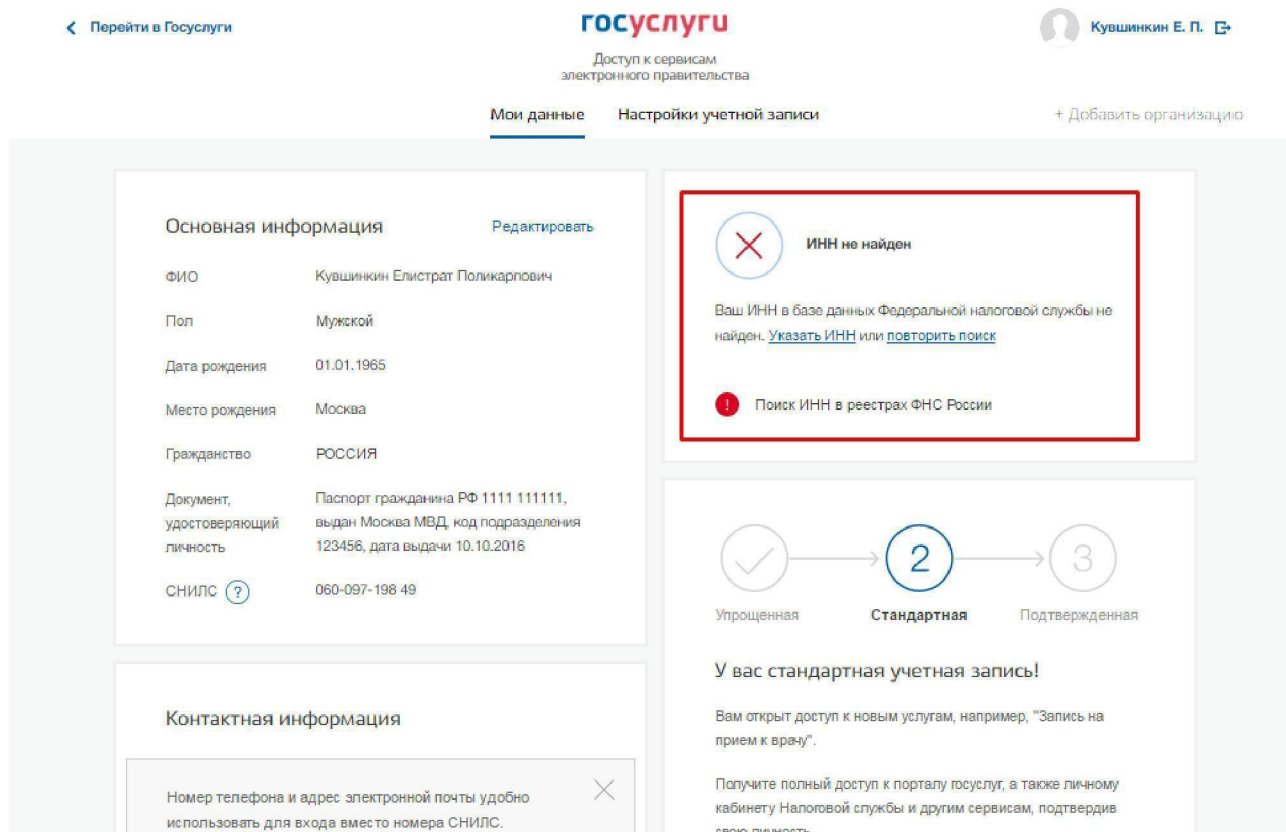 Перейти в Госуслуги
госуслуги
Кувшинкин Е. П.
Доступ к сервисам
электронного правительства
Мои данные
Настройки учетной записи
+ Добавить организацию
Основная информация
Редактировать
ФИО
Кувшинкин Елистрат Поликарпович
Пол
Мужской
Дата рождения
01.01.1965
Место рождения
Москва
Гражданство
РОССИЯ
Документ,
удостоверяющий
личность
Паспорт гражданина РФ 1111 111111,
выдан Москва МВД, код подразделения
123456, дата выдачи 10.10.2016
СНИЛС ?
060-097-198 49
Контактная информация
Номер телефона и адрес электронной почты удобно
использовать для входа вместо номера СНИЛС.
ИНН не найден
Ваш ИНН в базе данных Федеральной налоговой службы не
найден. Указать ИНН или повторить поиск
! Поиск ИНН в реестрах ФНС России
2
3
Упрощенная
Стандартная
Подтвержденная
У вас стандартная учетная запись!
Вам открыт доступ к новым услугам, например, "Запись на
прием к врачу".
Получите полный доступ к порталу госуслуг, а также личному
кабинету Налоговой службы и другим сервисам, подтвердив
свою личность